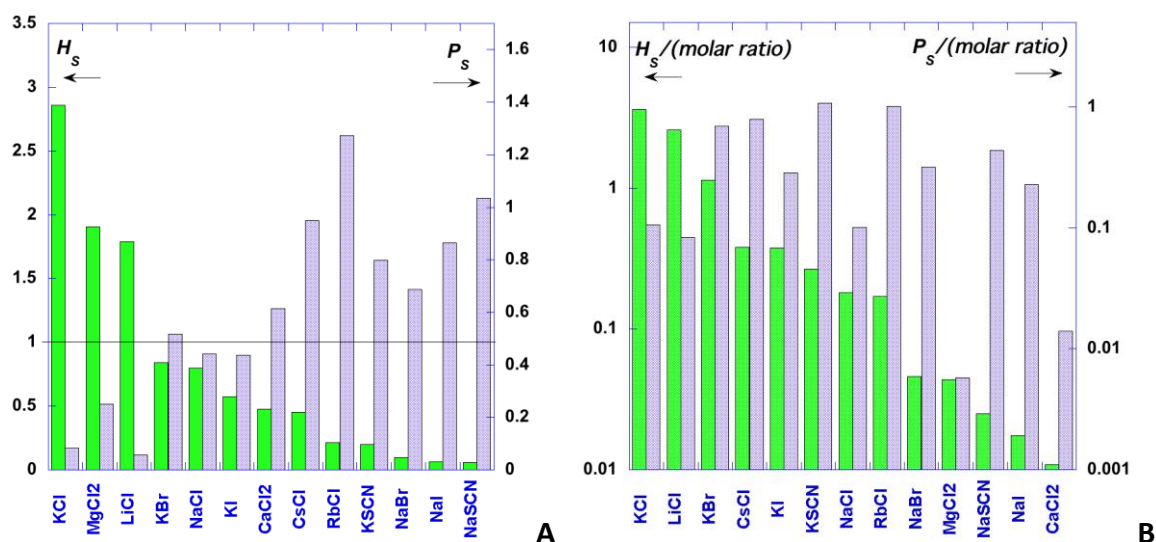 H_s
P_s
3.5
3
2.5
2
1.5
1
0.5
0
1.6
1.4
1.2
1
0.8
0.6
0.4
0.2
0
KCl
MgCl2
LiCl
KBr
NaCl
KI
CaCl2
CsCl
RbCl
KSCN
NaBr
NaI
NaSCN
A
H_s/(molar ratio)
P_s/(molar ratio)
10
1
0.1
0.01
1
0.1
0.01
0.001
KCl
LiCl
KBr
CsCl
KI
KSCN
NaCl
RbCl
NaBr
MgCl2
NaSCN
NaI
CaCl2
B